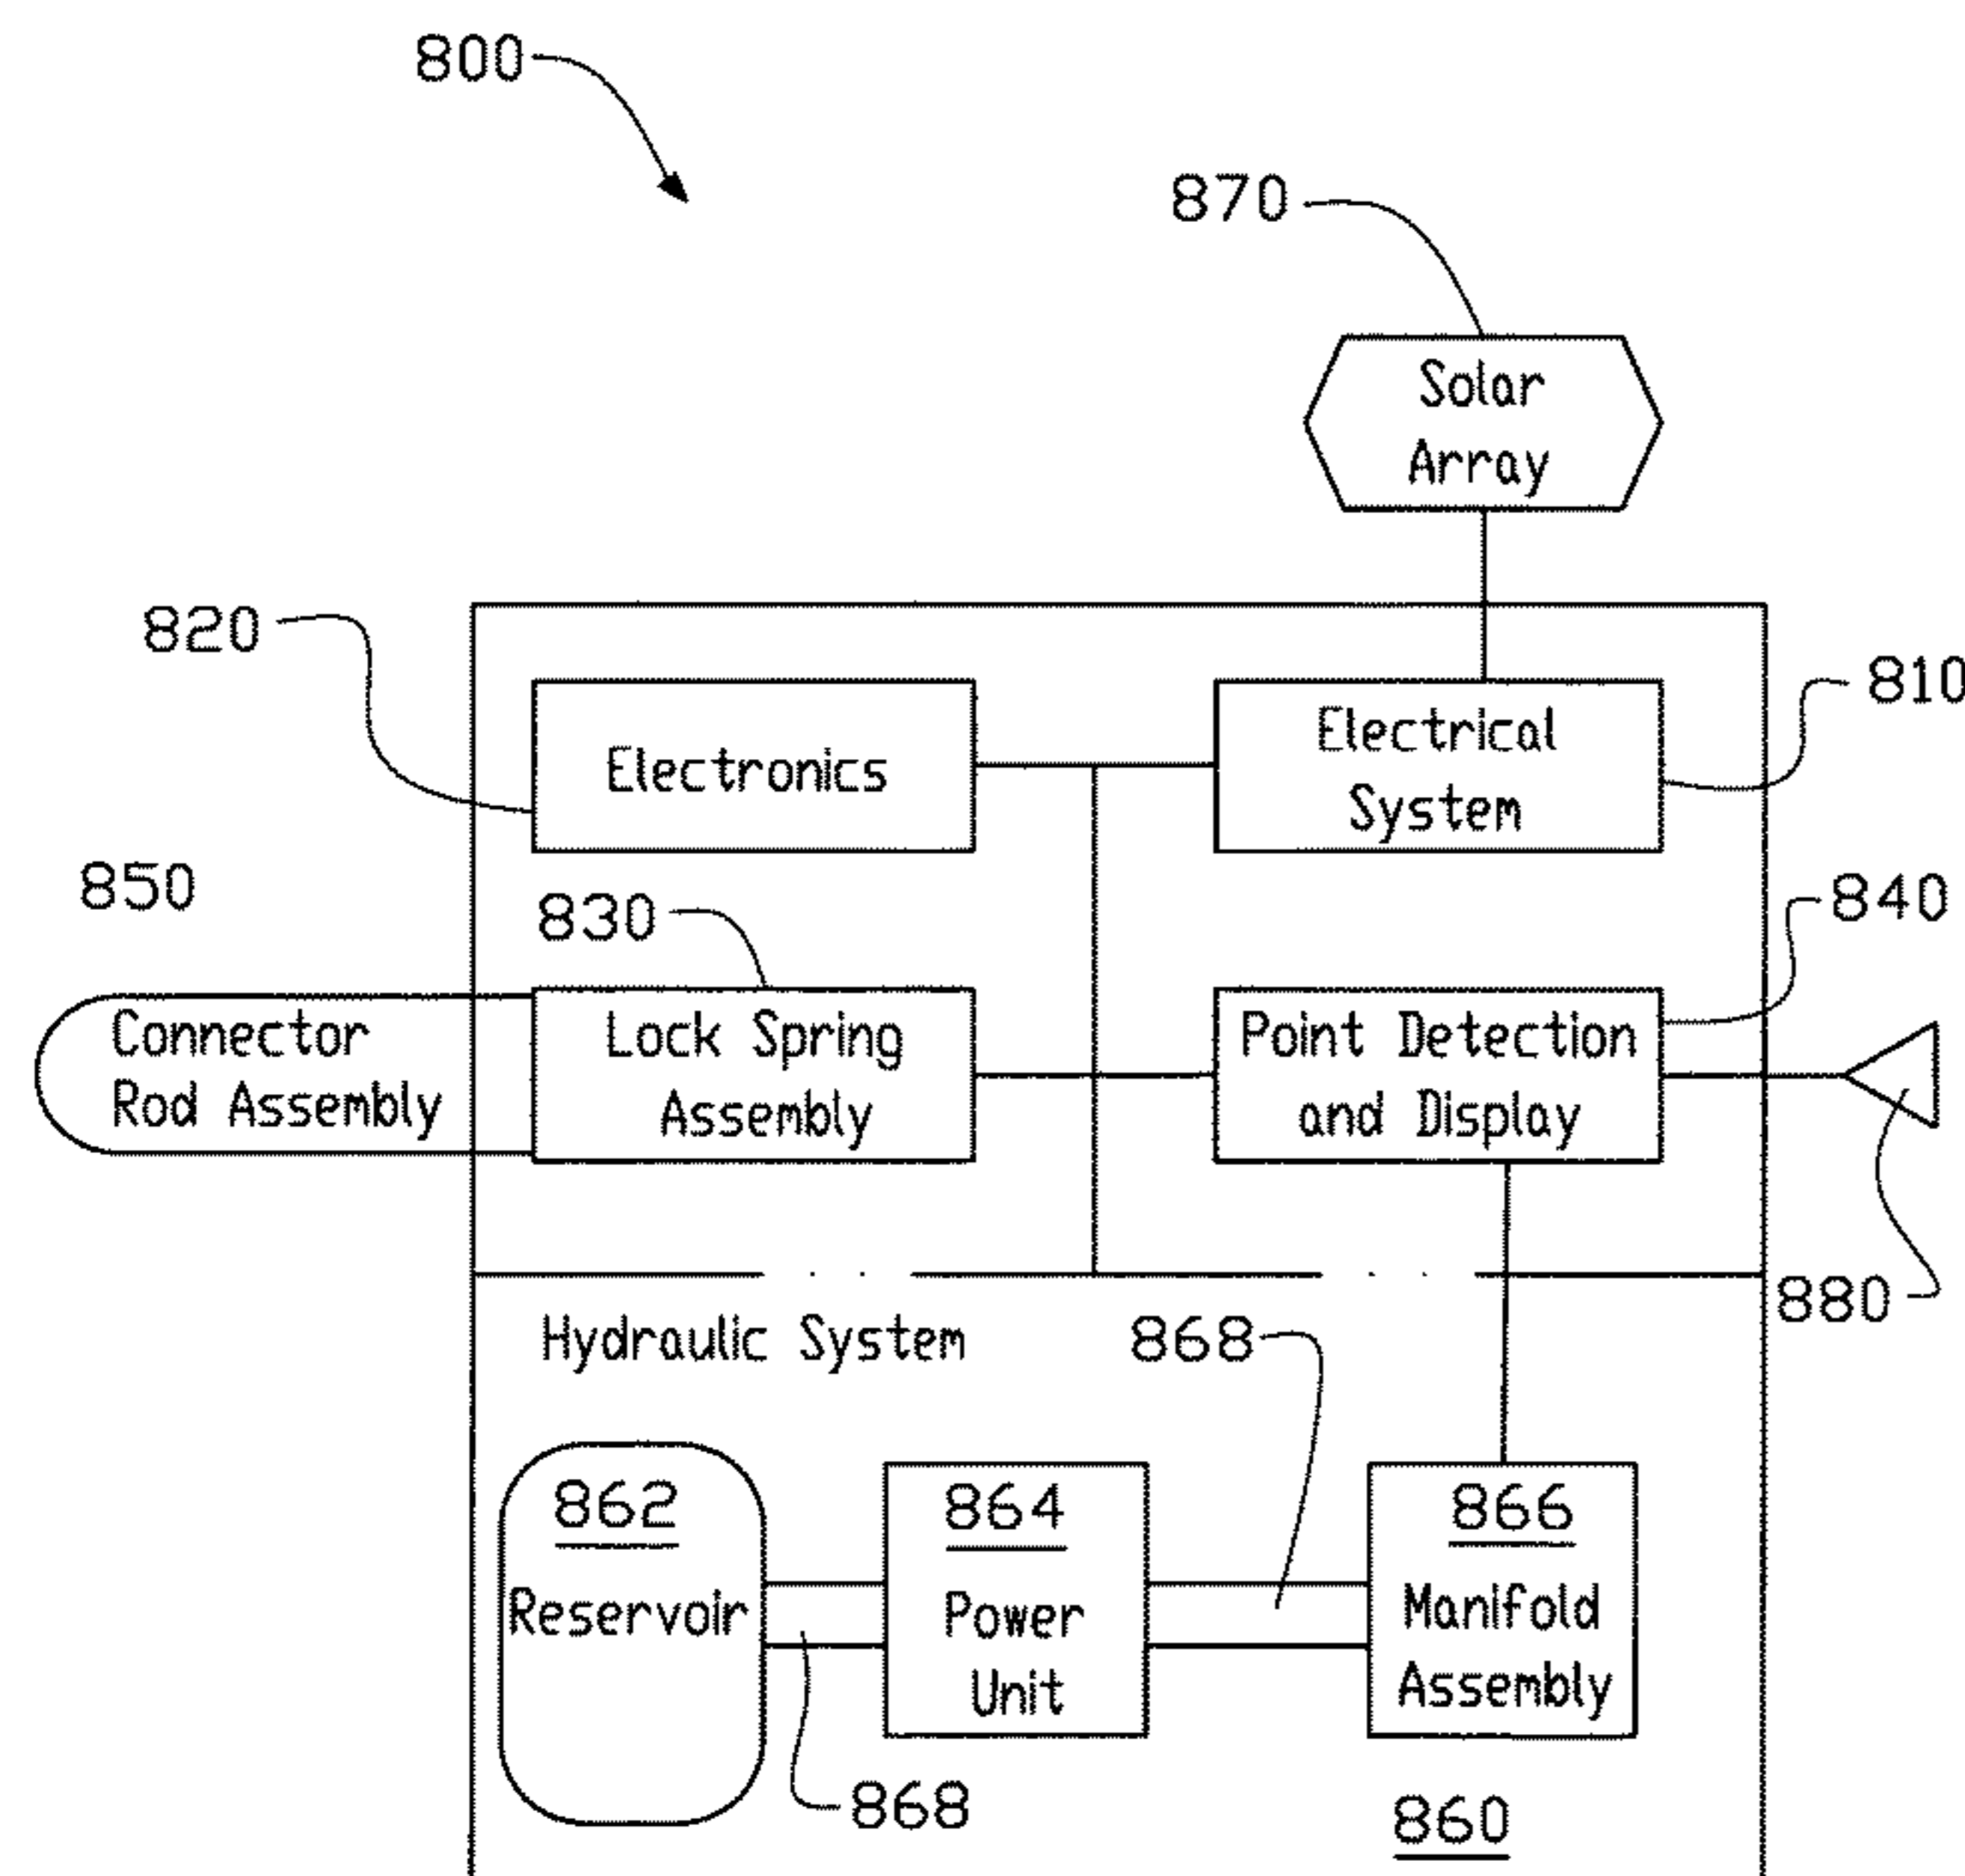 800
870
Solar
Array
820
810
Electronics
Electrical
System
850
830
840
Connector
Rod Assembly
Lock Spring
Assembly
Point Detection
and Display
880
Hydraulic System
868
862
Reservoir
864
Power
Unit
866
Manifold
Assembly
868
860